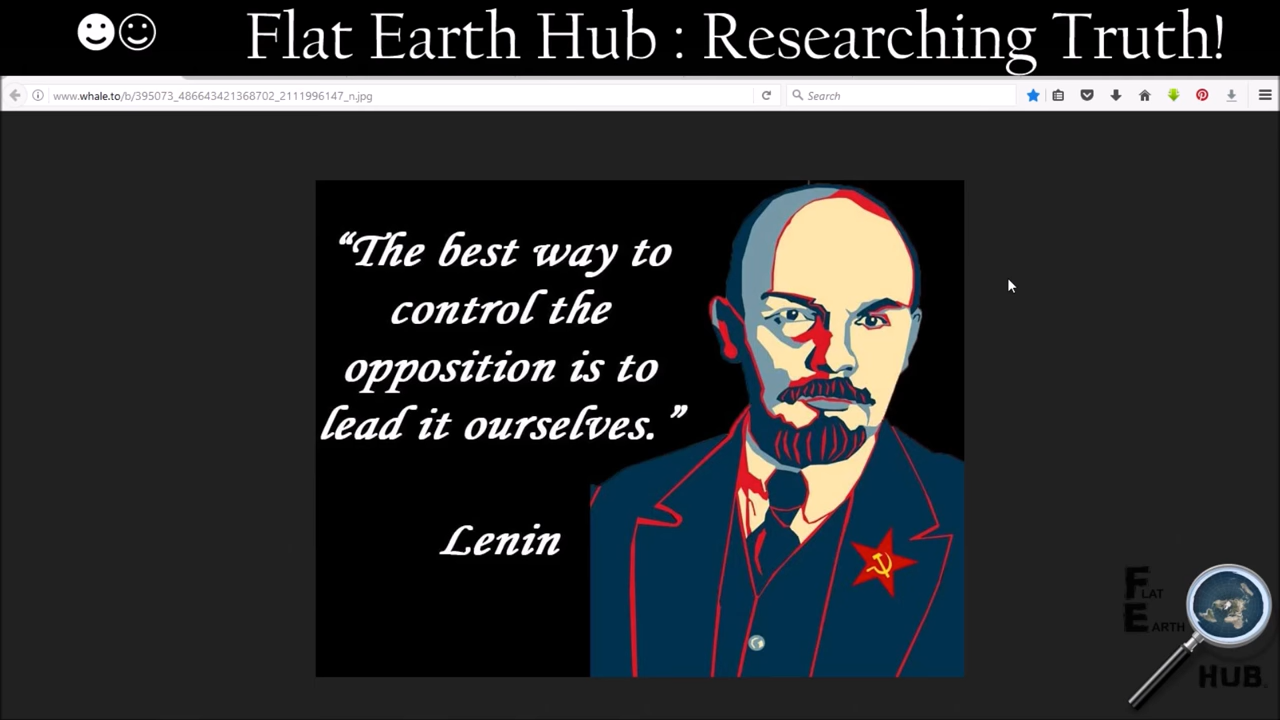 Flat Earth Hub : Researching Truth!
www.whale.to/b/395073_486643421368702_2111996147_n.jpg
Search
“The best way to
control the
opposition is to
lead it ourselves.”
Lenin
FLAT
EARTH
HUB